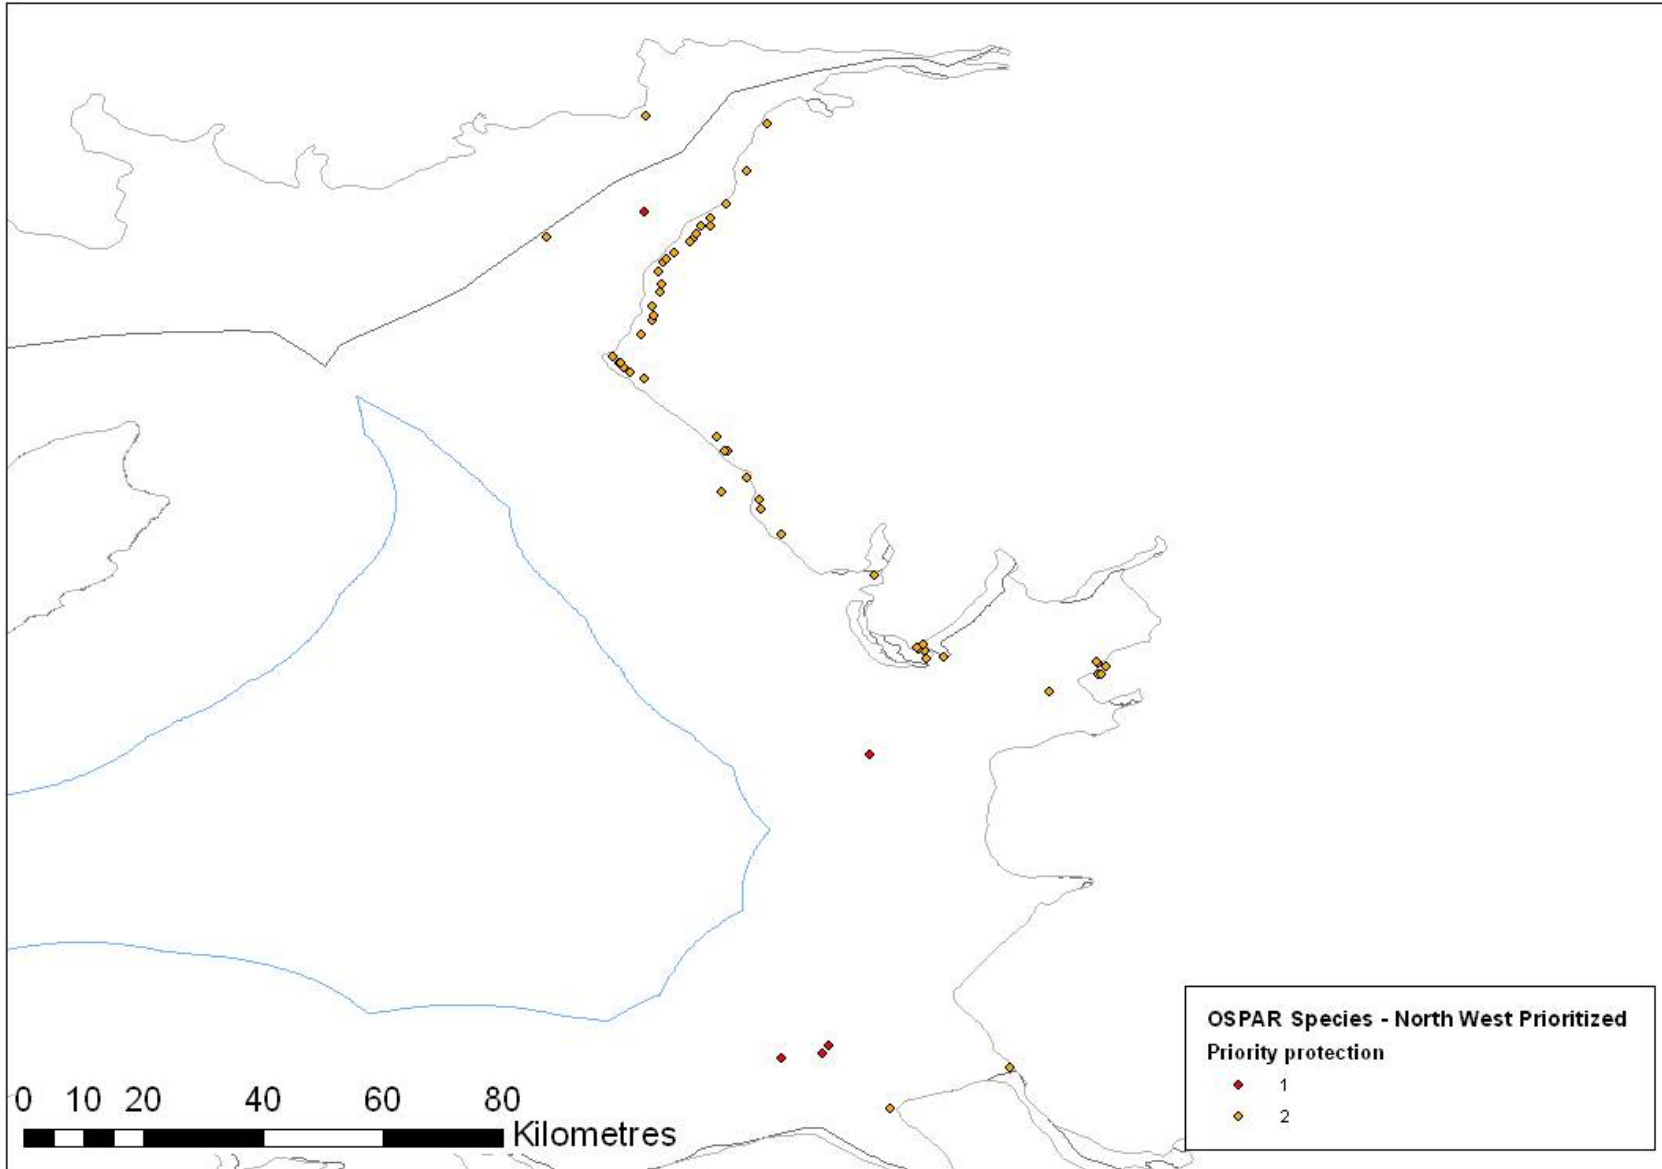 OSPAR Species - North West Prioritized
Priority protection
1
2
0 10 20 40 60 80
Kilometres